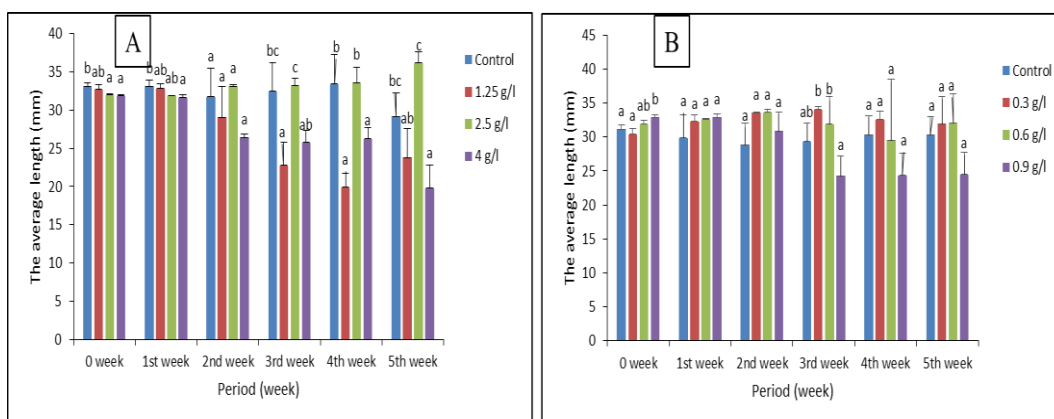 A
40
35
30
25
20
15
10
5
0
The average length (mm)
b ab a a
b a ab a
a a a a
bc a c ab
b a b a
bc ab c a
0 week 1st week 2nd week 3rd week 4th week 5th week
Period (week)
Control
1.25 g/l
2.5 g/l
4 g/l
B
45
40
35
30
25
20
15
10
5
0
The average length (mm)
a a ab b
a a a a
a a a a
ab b b a
a a a a
a a a a
0 week 1st week 2nd week 3rd week 4th week 5th week
Period (week)
Control
0.3 g/l
0.6 g/l
0.9 g/l